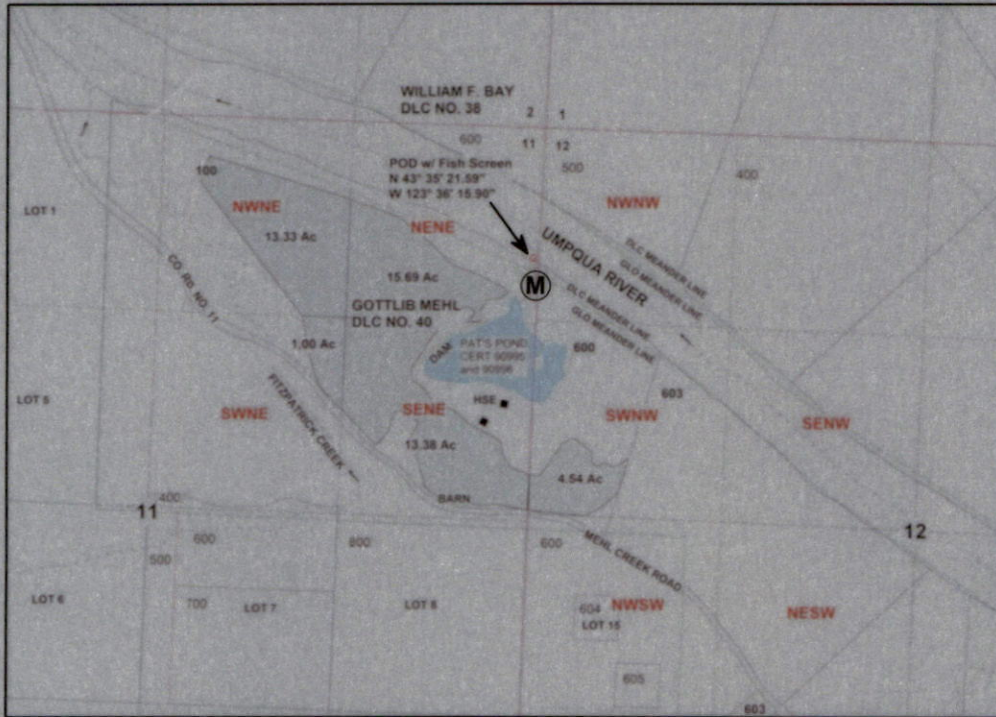 WILLIAM F. BAY
DLC NO. 38
2 1
11 12
600
500
400
POD w/ Fish Screen
N 43° 35' 21.59"
W 123° 36' 15.90"
100
LOT 1
NWNE
NENE
NWNW
13.33 Ac
15.69 Ac
UMPQUA RIVER
DLC MEANDER LINE
GLO MEANDER LINE
M
DLC MEANDER LINE
GLO MEANDER LINE
CO. RD. NO. 11
GOTTLIB MEHL
DLC NO. 40
1.00 Ac
DAM
PAT'S POND
CERT 90995
and 90996
600
603
LOT 5
FITZPATRICK CREEK
SWNE
SENE
HSE
SWNW
SENW
13.38 Ac
4.54 Ac
BARN
400
11
12
600
800
600
500
MEHL CREEK ROAD
LOT 6
700
LOT 7
LOT 8
604
NWSW
LOT 15
NESW
605
603